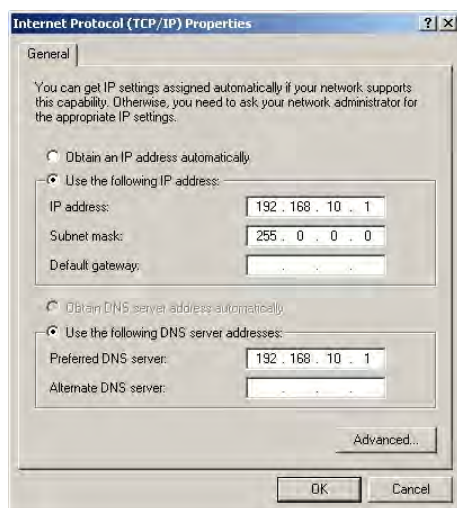 Internet Protocol (TCP/IP) Properties
General
You can get IP settings assigned automatically if your network supports
this capability. Otherwise, you need to ask your network administrator for
the appropriate IP settings.
Obtain an IP address automatically
Use the following IP address:
IP address: 192 . 168 . 10 . 1
Subnet mask: 255 . 0 . 0 . 0
Default gateway: . . .
Obtain DNS server address automatically
Use the following DNS server addresses:
Preferred DNS server: 192 . 168 . 10 . 1
Alternate DNS server: . . .
Advanced...
OK Cancel